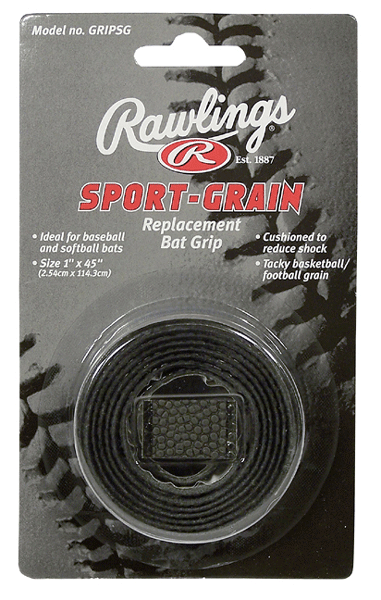 Model no. GRIPSG
Rawlings®
R
Est. 1887
SPORT-GRAIN
Replacement
Bat Grip
• Ideal for baseball
and softball bats
• Size 1" x 45"
(2.54cm x 114.3cm)
• Cushioned to
reduce shock
• Tacky basketball/
football grain